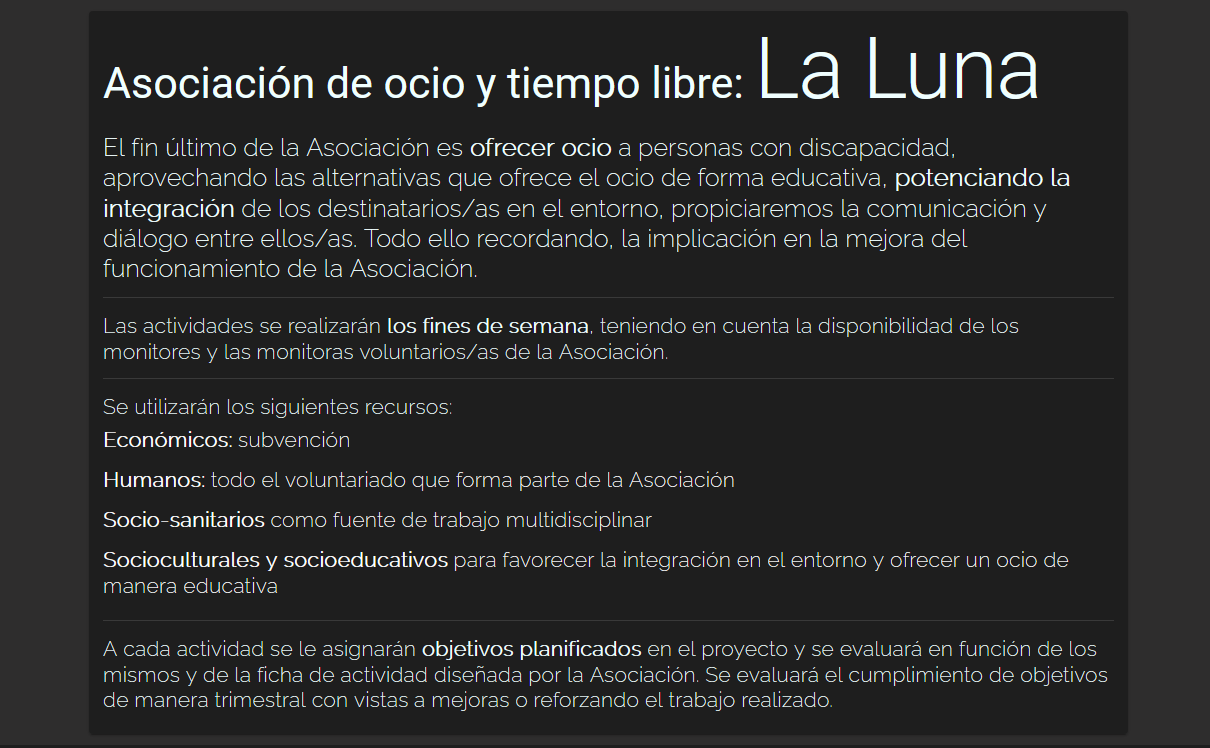 Asociación de ocio y tiempo libre: La Luna
El fin último de la Asociación es ofrecer ocio a personas con discapacidad,
aprovechando las alternativas que ofrece el ocio de forma educativa, potenciando la
integración de los destinatarios/as en el entorno, propiciaremos la comunicación y
diálogo entre ellos/as. Todo ello recordando, la implicación en la mejora del
funcionamiento de la Asociación.
Las actividades se realizarán los fines de semana, teniendo en cuenta la disponibilidad de los
monitores y las monitoras voluntarios/as de la Asociación.
Se utilizarán los siguientes recursos:
Económicos: subvención
Humanos: todo el voluntariado que forma parte de la Asociación
Socio-sanitarios como fuente de trabajo multidisciplinar
Socioculturales y socioeducativos para favorecer la integración en el entorno y ofrecer un ocio de
manera educativa
A cada actividad se le asignarán objetivos planificados en el proyecto y se evaluará en función de los
mismos y de la ficha de actividad diseñada por la Asociación. Se evaluará el cumplimiento de objetivos
de manera trimestral con vistas a mejoras o reforzando el trabajo realizado.